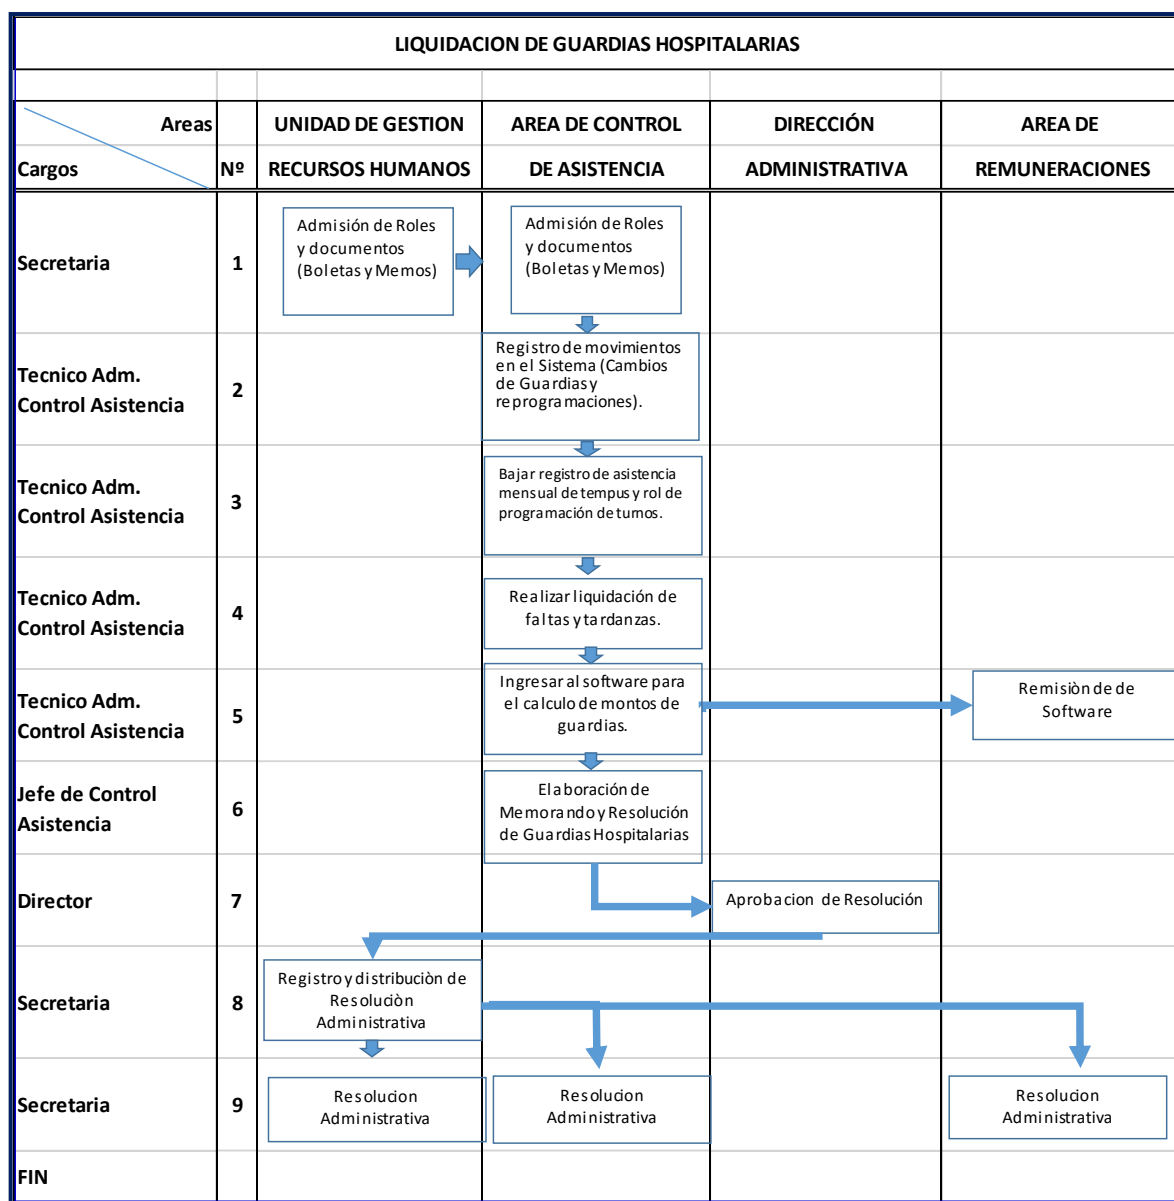 LIQUIDACION DE GUARDIAS HOSPITALARIAS
Areas
UNIDAD DE GESTION
AREA DE CONTROL
DIRECCIÓN
AREA DE
Cargos
Nº
RECURSOS HUMANOS
DE ASISTENCIA
ADMINISTRATIVA
REMUNERACIONES
Secretaria
1
Admisión de Roles
y documentos
(Boletas y Memos)
Admisión de Roles
y documentos
(Boletas y Memos)
Tecnico Adm.
Control Asistencia
2
Registro de movimientos
en el Sistema (Cambios
de Guardias y
reprogramaciones).
Tecnico Adm.
Control Asistencia
3
Bajar registro de asistencia
mensual de tempus y rol de
programación de turnos.
Tecnico Adm.
Control Asistencia
4
Realizar liquidación de
faltas y tardanzas.
Tecnico Adm.
Control Asistencia
5
Ingresar al software para
el calculo de montos de
guardias.
Remisiòn de de
Software
Jefe de Control
Asistencia
6
Elaboración de
Memorando y Resolución
de Guardias Hospitalarias
Director
7
Aprobacion de Resolución
Secretaria
8
Registro y distribuciòn de
Resoluciòn
Administrativa
Secretaria
9
Resolucion
Administrativa
Resolucion
Administrativa
Resolucion
Administrativa
FIN